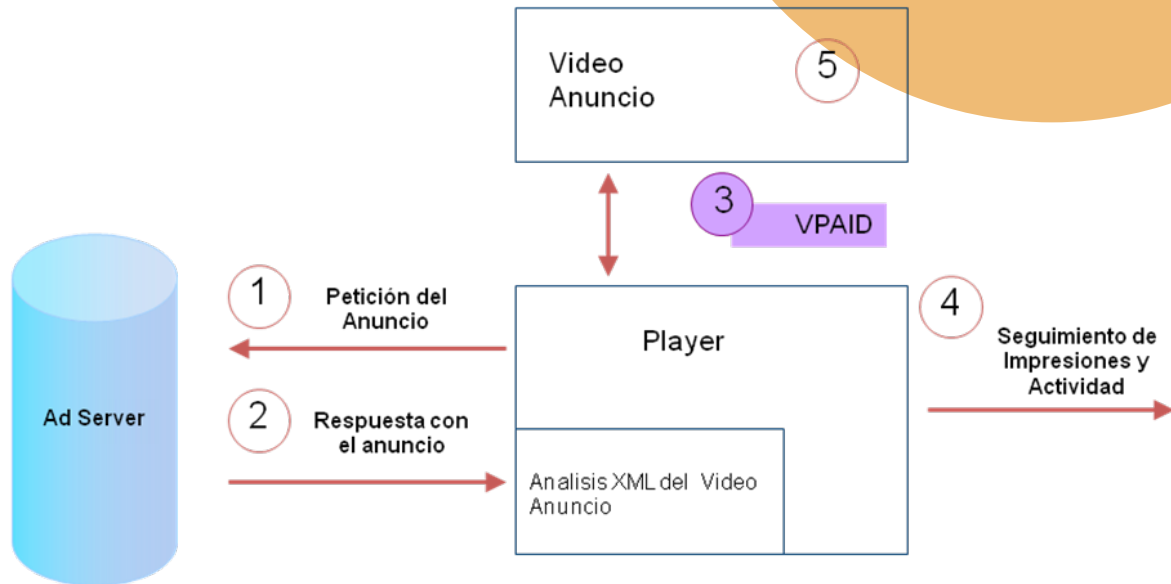 Video
Anuncio
5
3
VPAID
1
Petición del
Anuncio
Player
4
Seguimiento de
Impresiones y
Actividad
Ad Server
2
Respuesta con
el anuncio
Analisis XML del Video
Anuncio